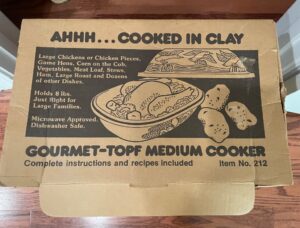 AHHH...COOKED IN CLAY
Large Chickens or Chicken Pieces,
Game Hens, Corn on the Cob,
Vegetables, Meat Loaf, Stews,
Ham, Large Roast and Dozens
of other Dishes.
Holds 8 lbs.
Just Right for
Large Families.
Microwave Approved.
Dishwasher Safe.
GOURMET-TOPF MEDIUM COOKER
Complete instructions and recipes included
Item No. 212